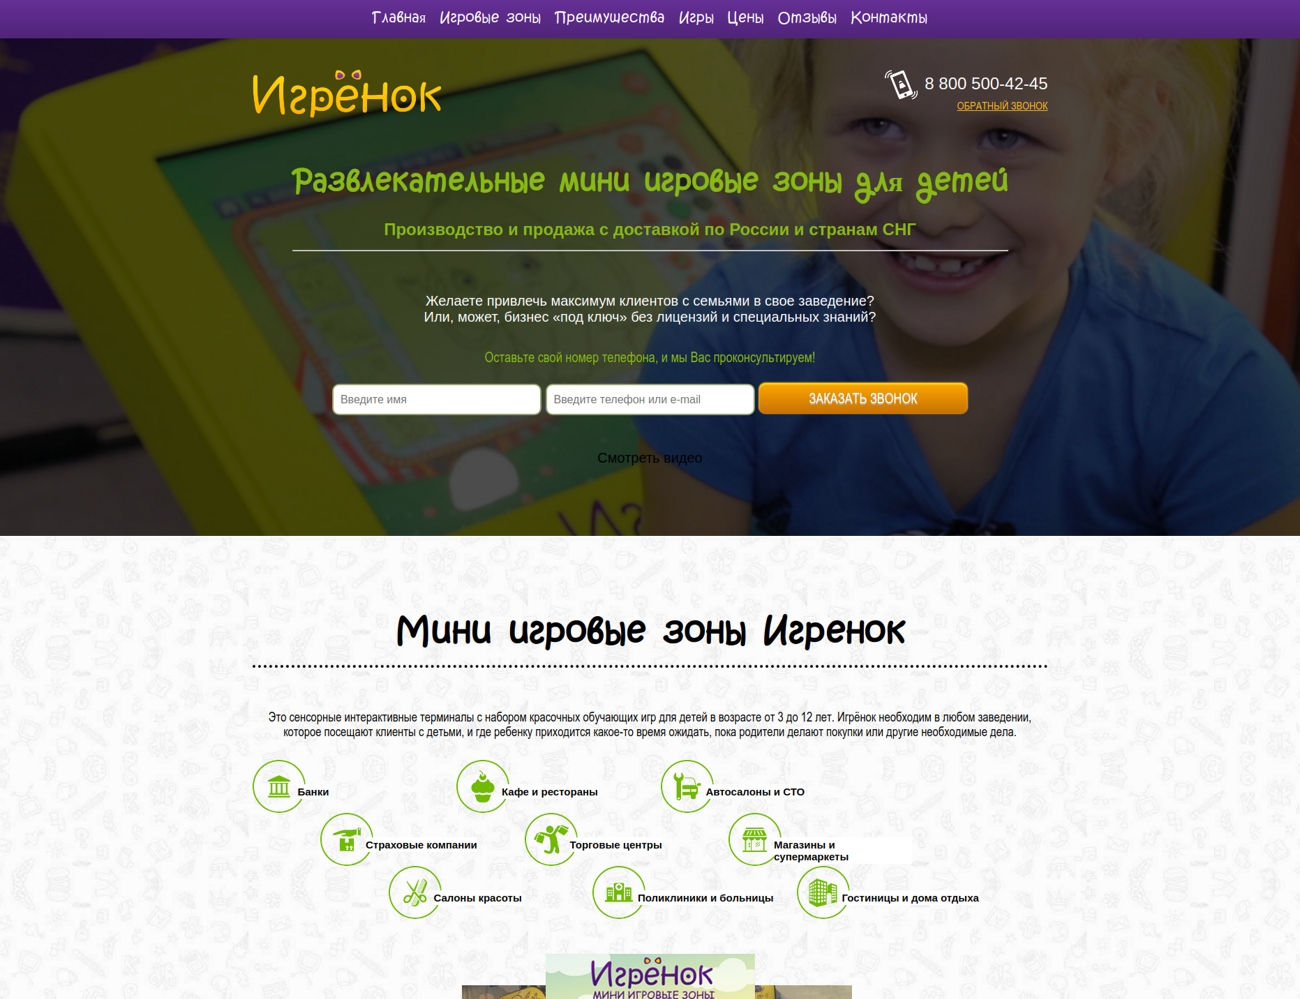 Главная Игровые зоны Преимущества Игры Цены Отзывы Контакты
Игрёнок
8 800 500-42-45
ОБРАТНЫЙ ЗВОНОК
Развлекательные мини игровые зоны для детей
Производство и продажа с доставкой по России и странам СНГ
Желаете привлечь максимум клиентов с семьями в свое заведение?
Или, может, бизнес «под ключ» без лицензий и специальных знаний?
Оставьте свой номер телефона, и мы Вас проконсультируем!
Введите имя Введите телефон или e-mail ЗАКАЗАТЬ ЗВОНОК
Смотреть видео
Мини игровые зоны Игренок
Это сенсорные интерактивные терминалы с набором красочных обучающих игр для детей в возрасте от 3 до 12 лет. Игрёнок необходим в любом заведении,
которое посещают клиенты с детьми, и где ребенку приходится какое-то время ожидать, пока родители делают покупки или другие необходимые дела.
Банки Кафе и рестораны Автосалоны и СТО
Страховые компании Торговые центры Магазины и
супермаркеты
Салоны красоты Поликлиники и больницы Гостиницы и дома отдыха
Игрёнок
МИНИ ИГРОВЫЕ ЗОНЫ